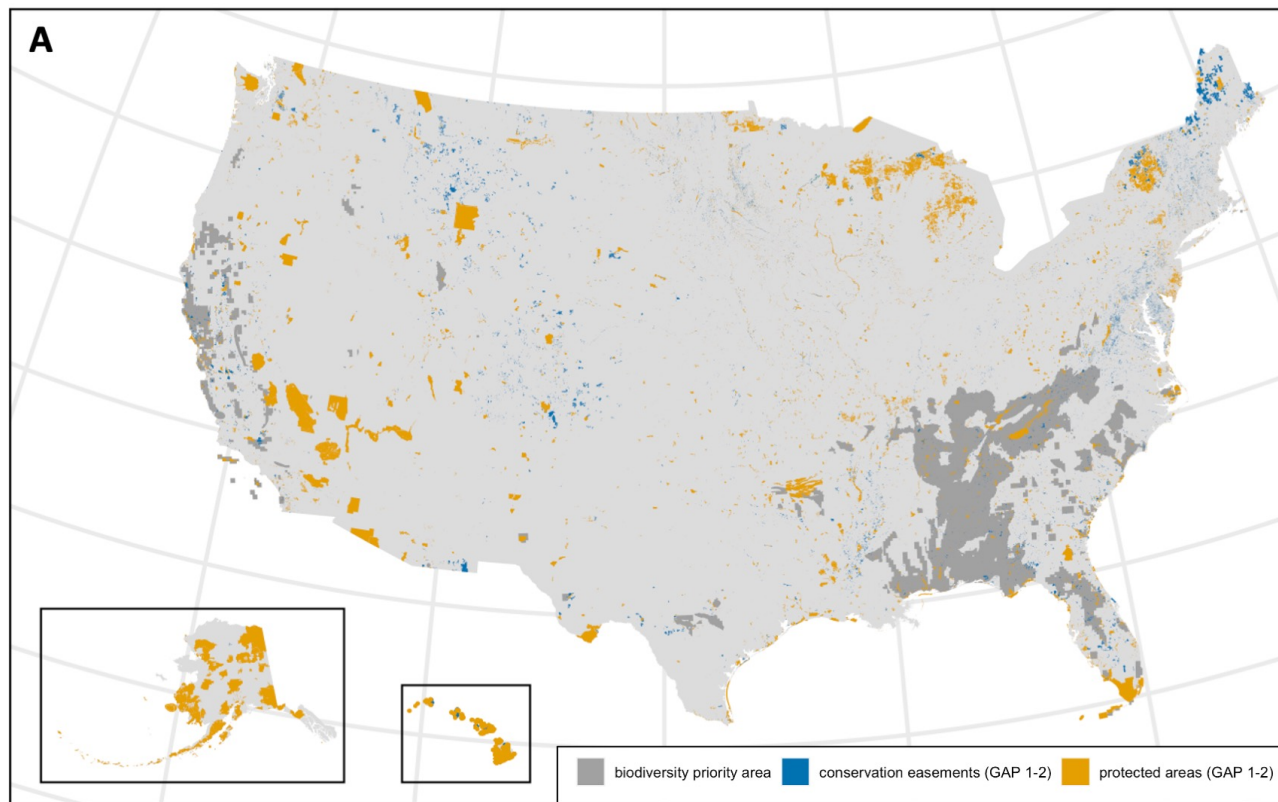 A
biodiversity priority area
conservation easements (GAP 1-2)
protected areas (GAP 1-2)